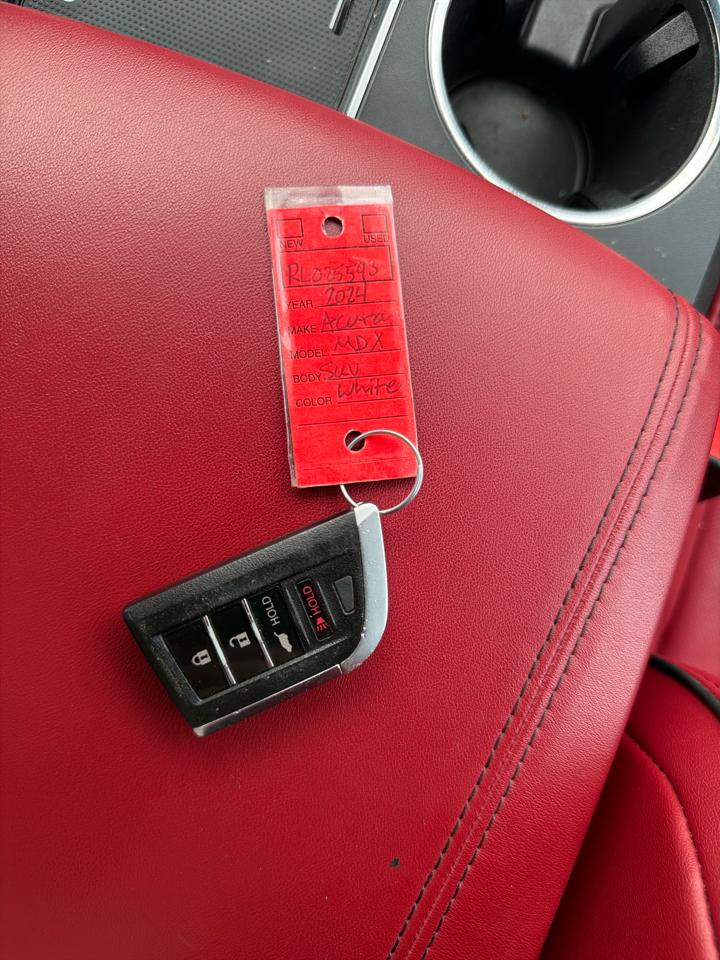 NEW USED
RL025593
YEAR 2024
MAKE Acura
MODEL MDX
BODY SUV
COLOR White
HOLD
HOLD